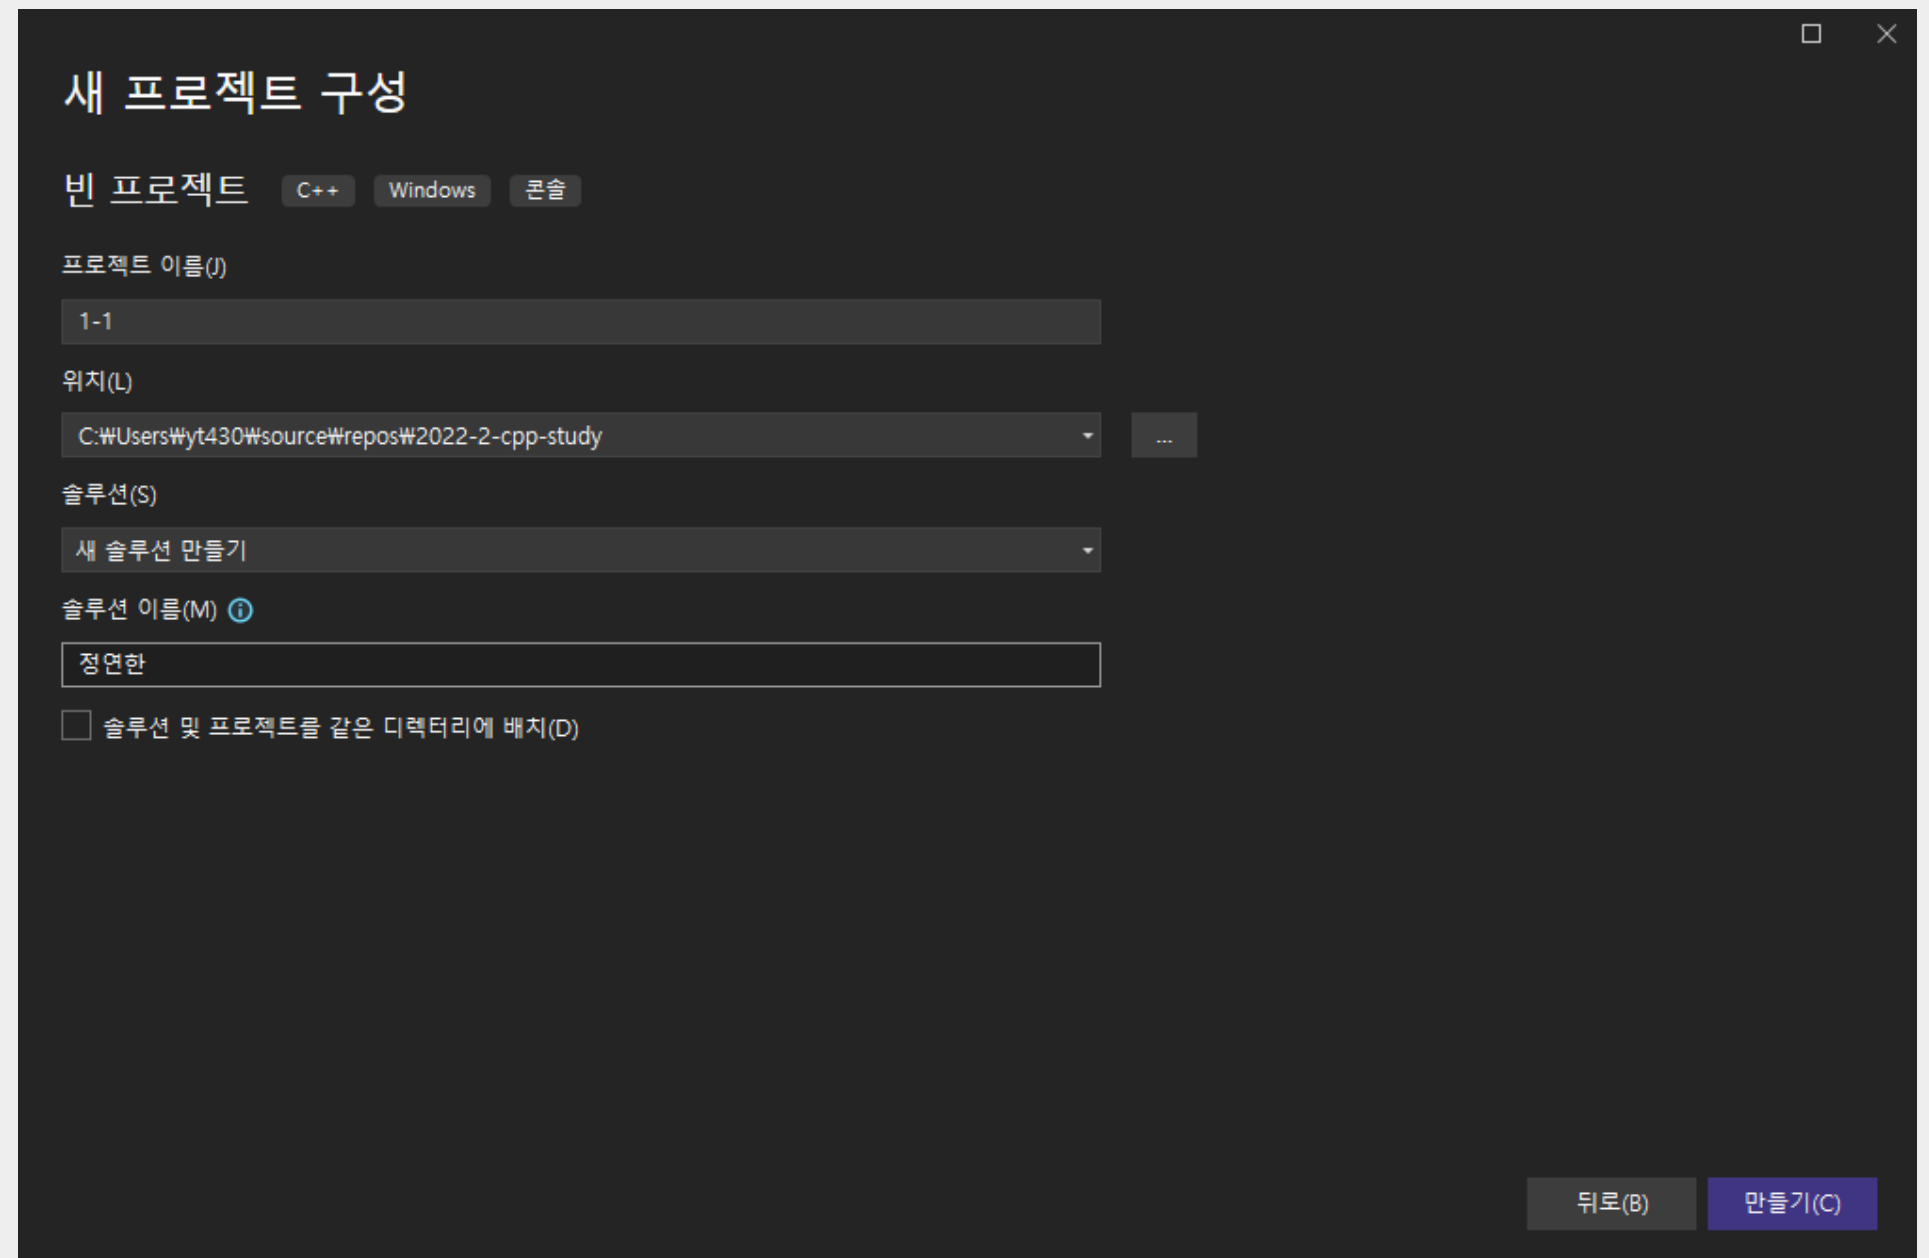 새 프로젝트 구성
빈 프로젝트 C++ Windows 콘솔
프로젝트 이름(J)
1-1
위치(L)
C:₩Users₩yt430₩source₩repos₩2022-2-cpp-study
...
솔루션(S)
새 솔루션 만들기
솔루션 이름(M)
정연한
솔루션 및 프로젝트를 같은 디렉터리에 배치(D)
뒤로(B) 만들기(C)